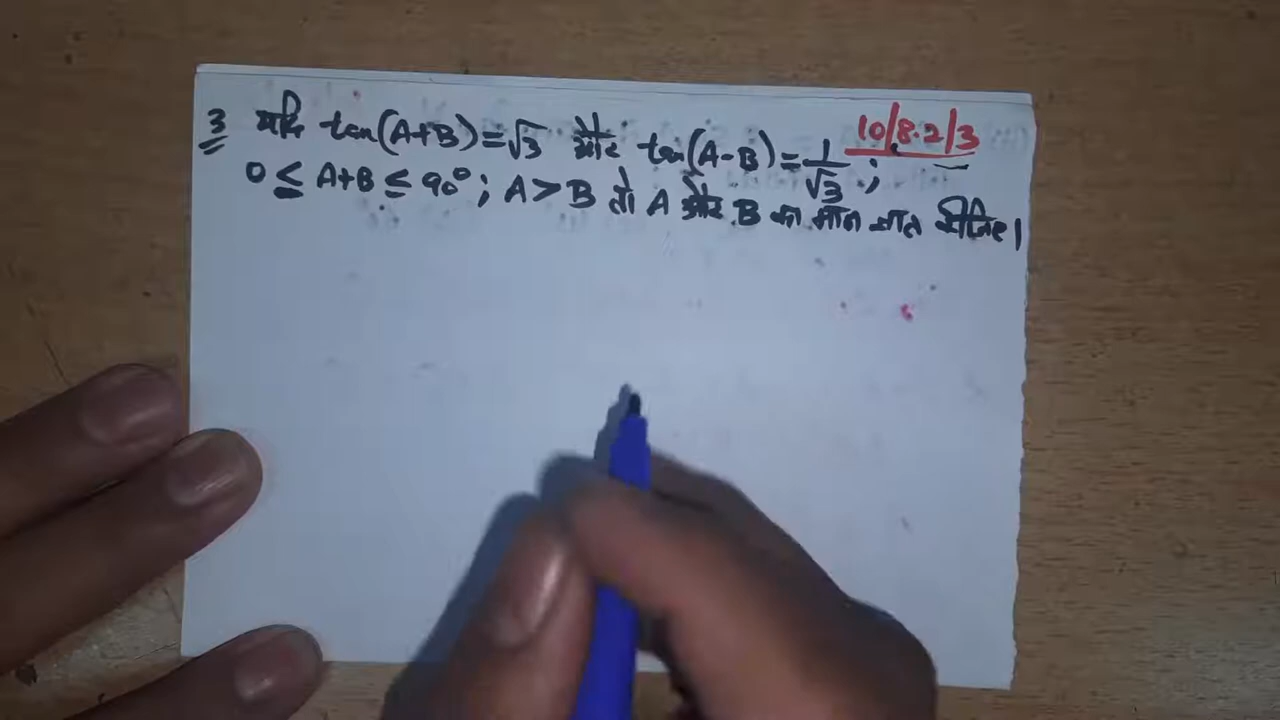 3 यदि tan(A+B)=√3 और tan(A-B)=1/√3; 10/8.2/3
0 ≤ A+B ≤ 90°; A > B तो A और B का मान ज्ञात कीजिए।